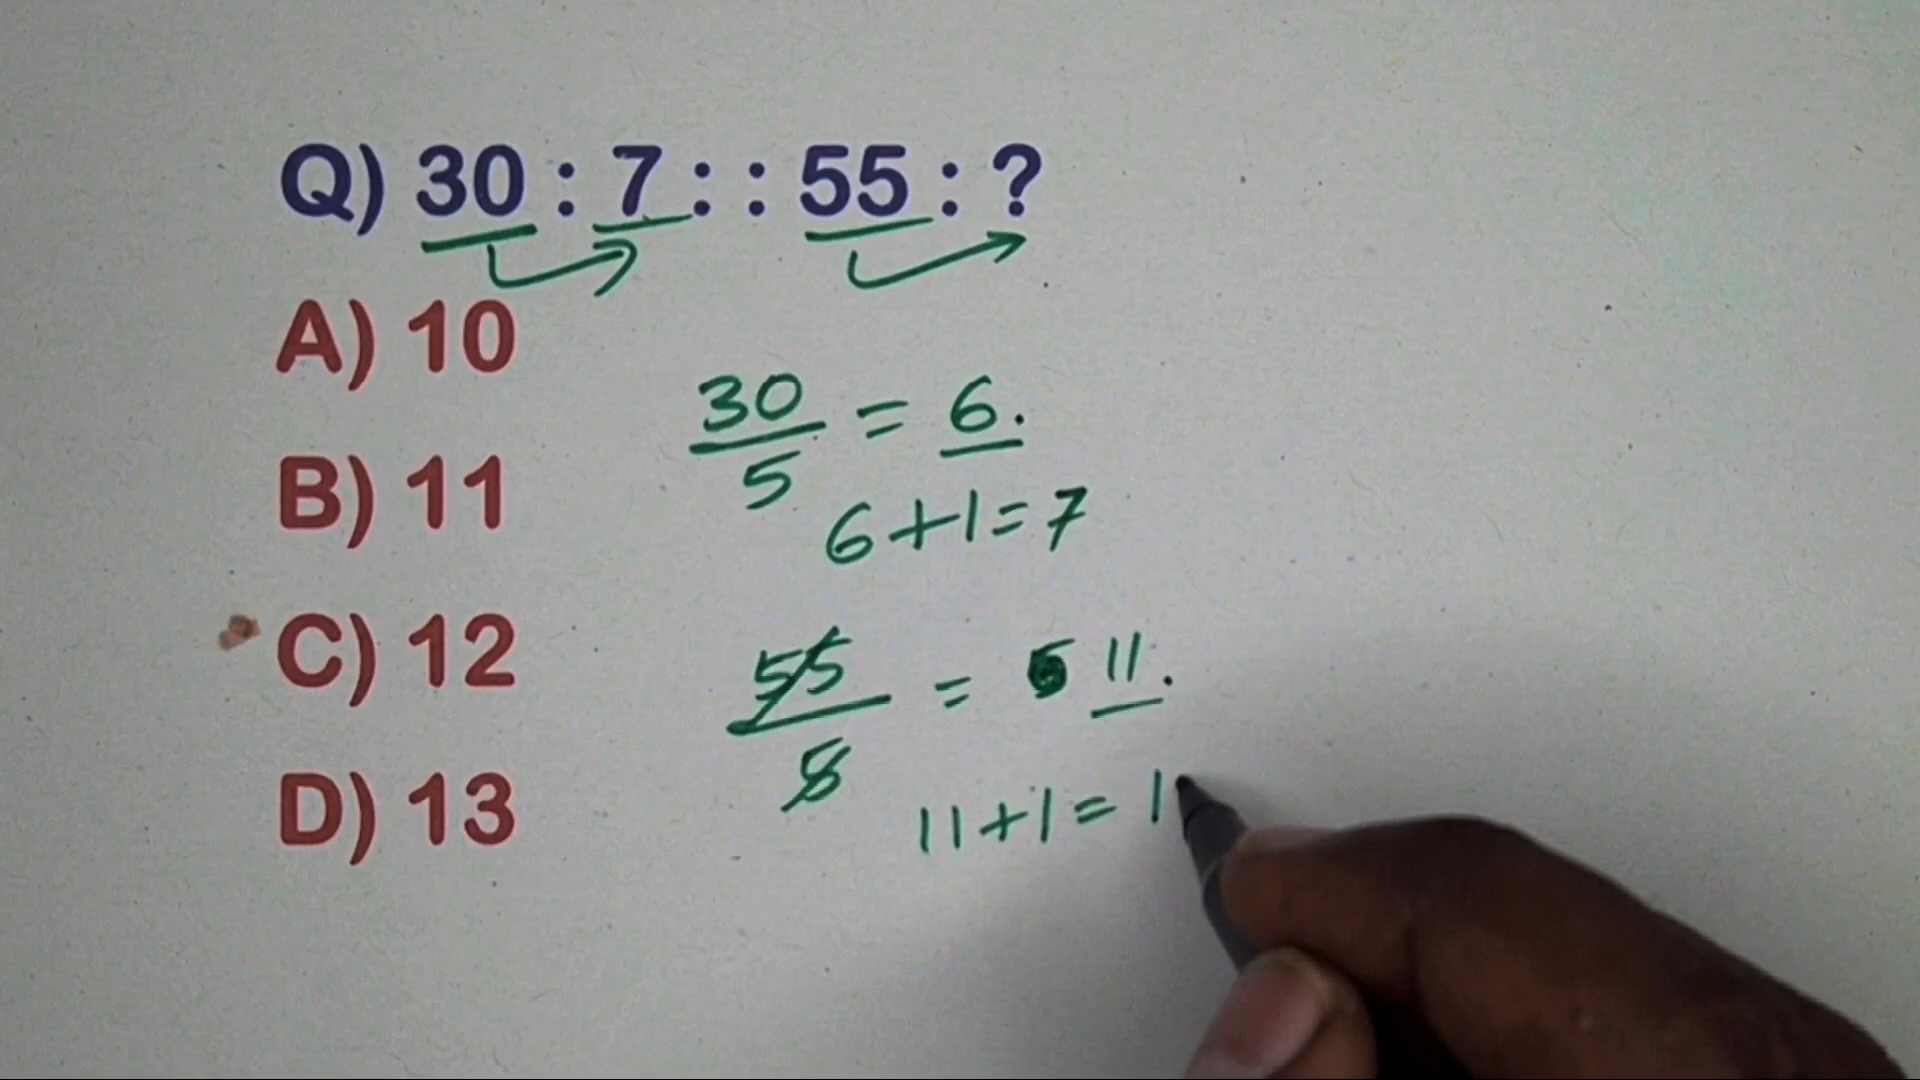 Q) 30 : 7 : : 55 : ?
A) 10
B) 11
C) 12
D) 13
30/5 = 6.
6+1=7
55/5 = 11.
11+1= 1